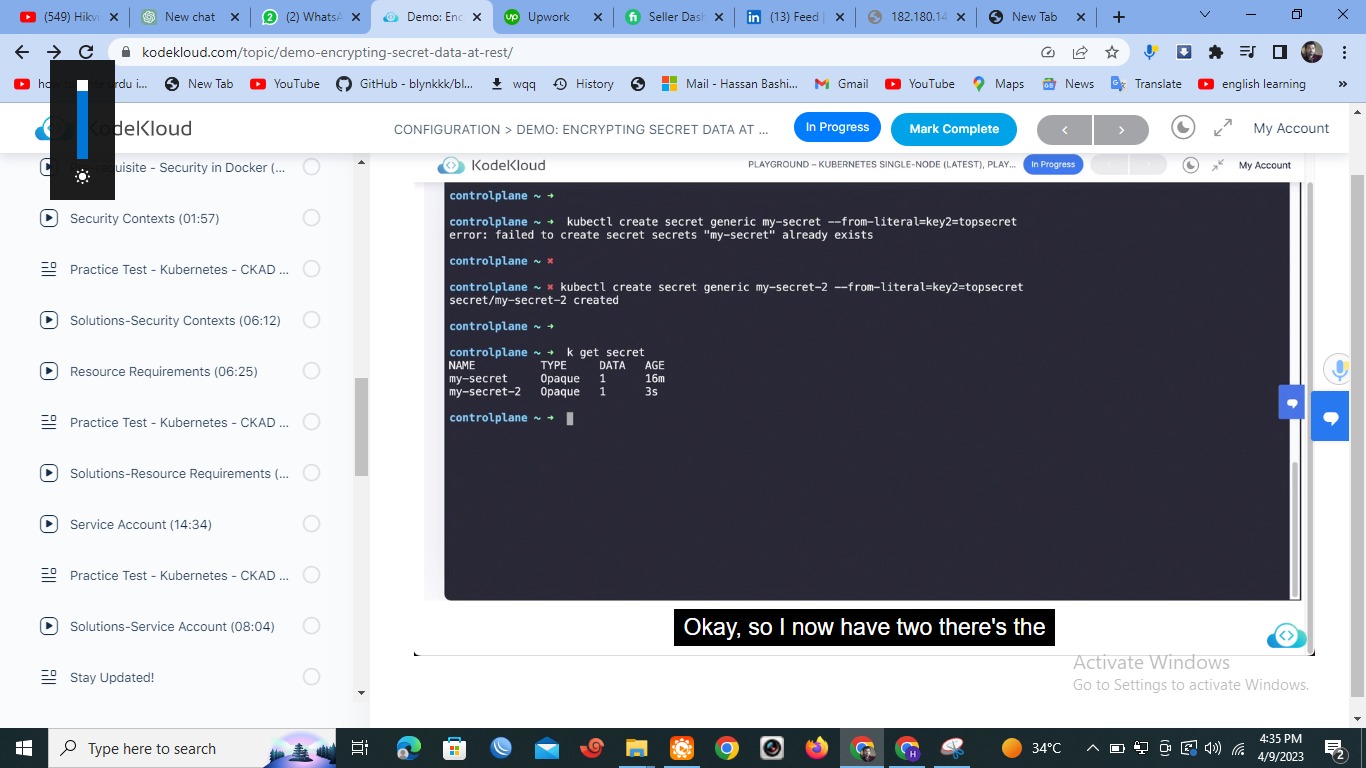 (549) Hikvi
New chat
(2) WhatsA
Demo: Enc
Upwork
Seller Dash
(13) Feed |
182.180.14
New Tab
kodekloud.com/topic/demo-encrypting-secret-data-at-rest/
New Tab
YouTube
GitHub - blynkkk/bl...
wqq
History
Mail - Hassan Bashi...
Gmail
YouTube
Maps
News
Translate
english learning
KodeKloud
CONFIGURATION > DEMO: ENCRYPTING SECRET DATA AT ...
In Progress
Mark Complete
My Account
KodeKloud
PLAYGROUND – KUBERNETES SINGLE-NODE (LATEST), PLAY...
In Progress
My Account
requisite - Security in Docker (...
Security Contexts (01:57)
Practice Test - Kubernetes - CKAD ...
Solutions-Security Contexts (06:12)
Resource Requirements (06:25)
Practice Test - Kubernetes - CKAD ...
Solutions-Resource Requirements (...
Service Account (14:34)
Practice Test - Kubernetes - CKAD ...
Solutions-Service Account (08:04)
Stay Updated!
controlplane ~ ➜
controlplane ~ ➜ kubectl create secret generic my-secret --from-literal=key2=topsecret
error: failed to create secret secrets "my-secret" already exists
controlplane ~ ✖
controlplane ~ ✖ kubectl create secret generic my-secret-2 --from-literal=key2=topsecret
secret/my-secret-2 created
controlplane ~ ➜
controlplane ~ ➜ k get secret
NAME TYPE DATA AGE
my-secret Opaque 1 16m
my-secret-2 Opaque 1 3s
controlplane ~ ➜
Okay, so I now have two there's the
Activate Windows
Go to Settings to activate Windows.
Type here to search
34°C
4:35 PM
4/9/2023
2